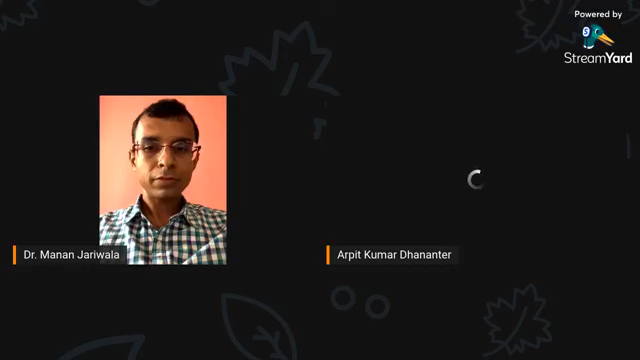 Powered by
StreamYard
Dr. Manan Jariwala
Arpit Kumar Dhananter